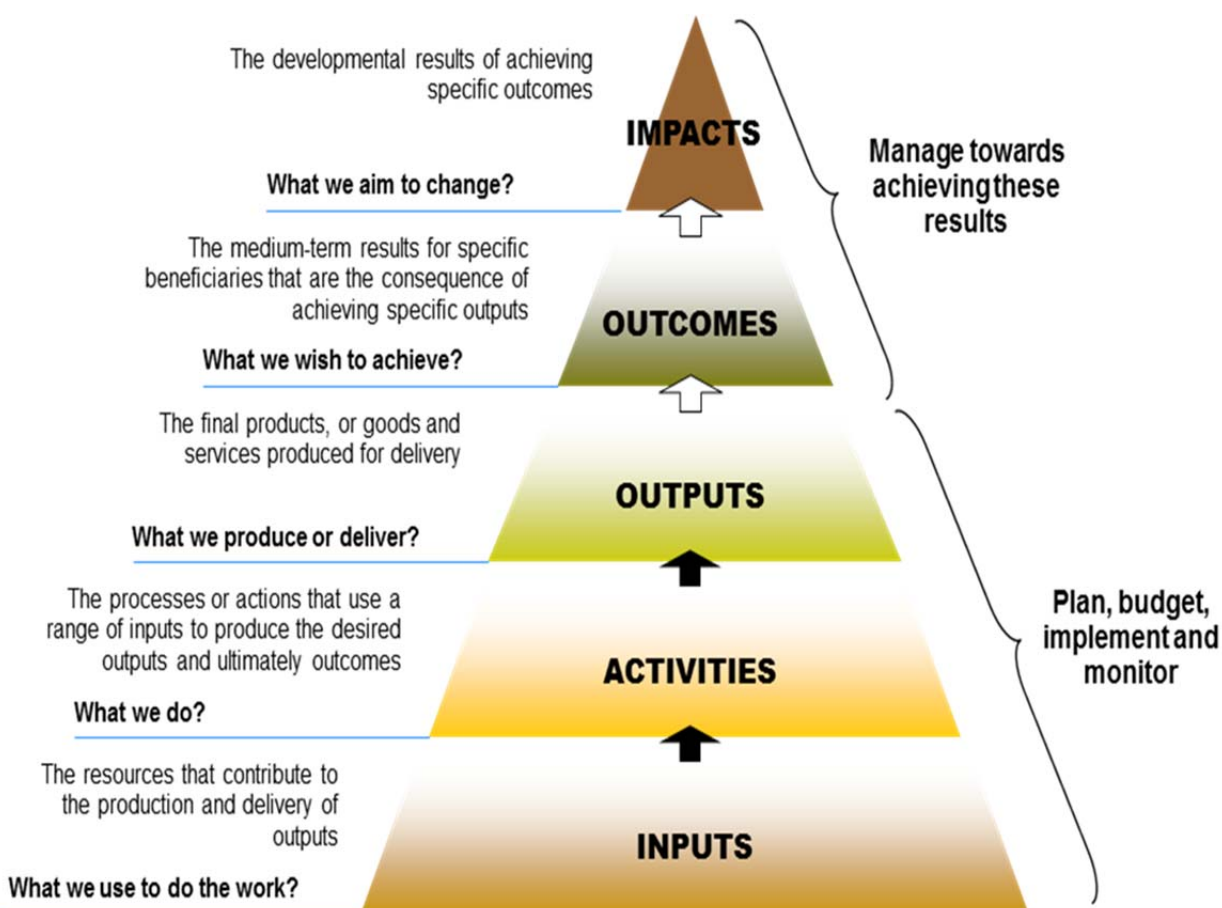 The developmental results of achieving
specific outcomes
IMPACTS
What we aim to change?
Manage towards
achieving these
results
The medium-term results for specific
beneficiaries that are the consequence of
achieving specific outputs
OUTCOMES
What we wish to achieve?
The final products, or goods and
services produced for delivery
OUTPUTS
What we produce or deliver?
The processes or actions that use a
range of inputs to produce the desired
outputs and ultimately outcomes
ACTIVITIES
What we do?
Plan, budget,
implement and
monitor
The resources that contribute to
the production and delivery of
outputs
INPUTS
What we use to do the work?